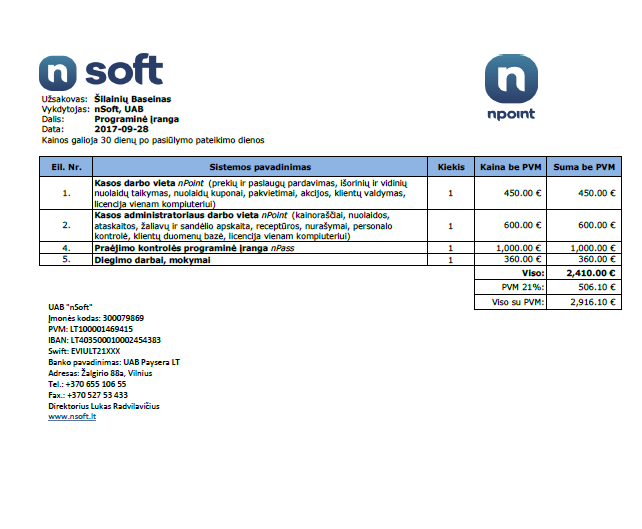 n soft
n
npoint
Užsakovas: Šilainių Baseinas
Vykdytojas: nSoft, UAB
Dalis: Programinė įranga
Data: 2017-09-28
Kainos galioja 30 dienų po pasiūlymo pateikimo dienos
Eil. Nr. Sistemos pavadinimas Kiekis Kaina be PVM Suma be PVM
1. Kasos darbo vieta nPoint (prekių ir paslaugų pardavimas, išorinių ir vidinių nuolaidų taikymas, nuolaidų kuponai, pakvietimai, akcijos, klientų valdymas, licencija vienam kompiuteriui) 1 450.00 € 450.00 €
2. Kasos administratoriaus darbo vieta nPoint (kainoraščiai, nuolaidos, ataskaitos, žaliavų ir sandėlio apskaita, receptūros, nurašymai, personalo kontrolė, klientų duomenų bazė, licencija vienam kompiuteriui) 1 600.00 € 600.00 €
4. Praėjimo kontrolės programinė įranga nPass 1 1,000.00 € 1,000.00 €
5. Diegimo darbai, mokymai 1 360.00 € 360.00 €
Viso: 2,410.00 €
PVM 21%: 506.10 €
Viso su PVM: 2,916.10 €
UAB "nSoft"
Įmonės kodas: 300079869
PVM: LT100001469415
IBAN: LT403500010002454383
Swift: EVIULT21XXX
Banko pavadinimas: UAB Paysera LT
Adresas: Žalgirio 88a, Vilnius
Tel.: +370 655 106 55
Fax.: +370 527 53 433
Direktorius Lukas Radvilavičius
www.nsoft.lt